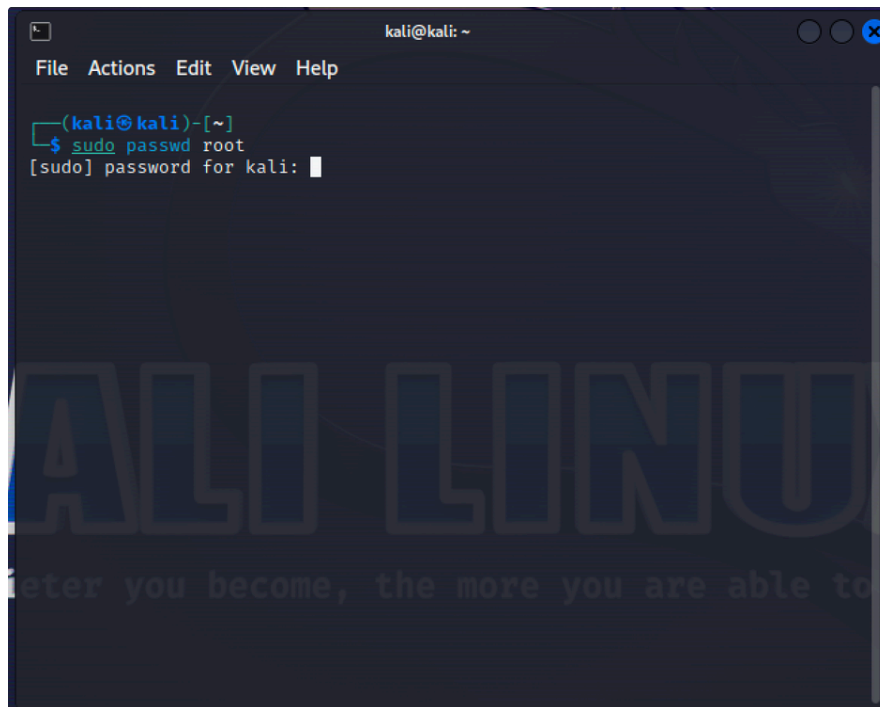 kali@kali: ~
File Actions Edit View Help
┌──(kali㉿kali)-[~]
└─$ sudo passwd root
[sudo] password for kali:
ALI LINU
ieter you become, the more you are able to